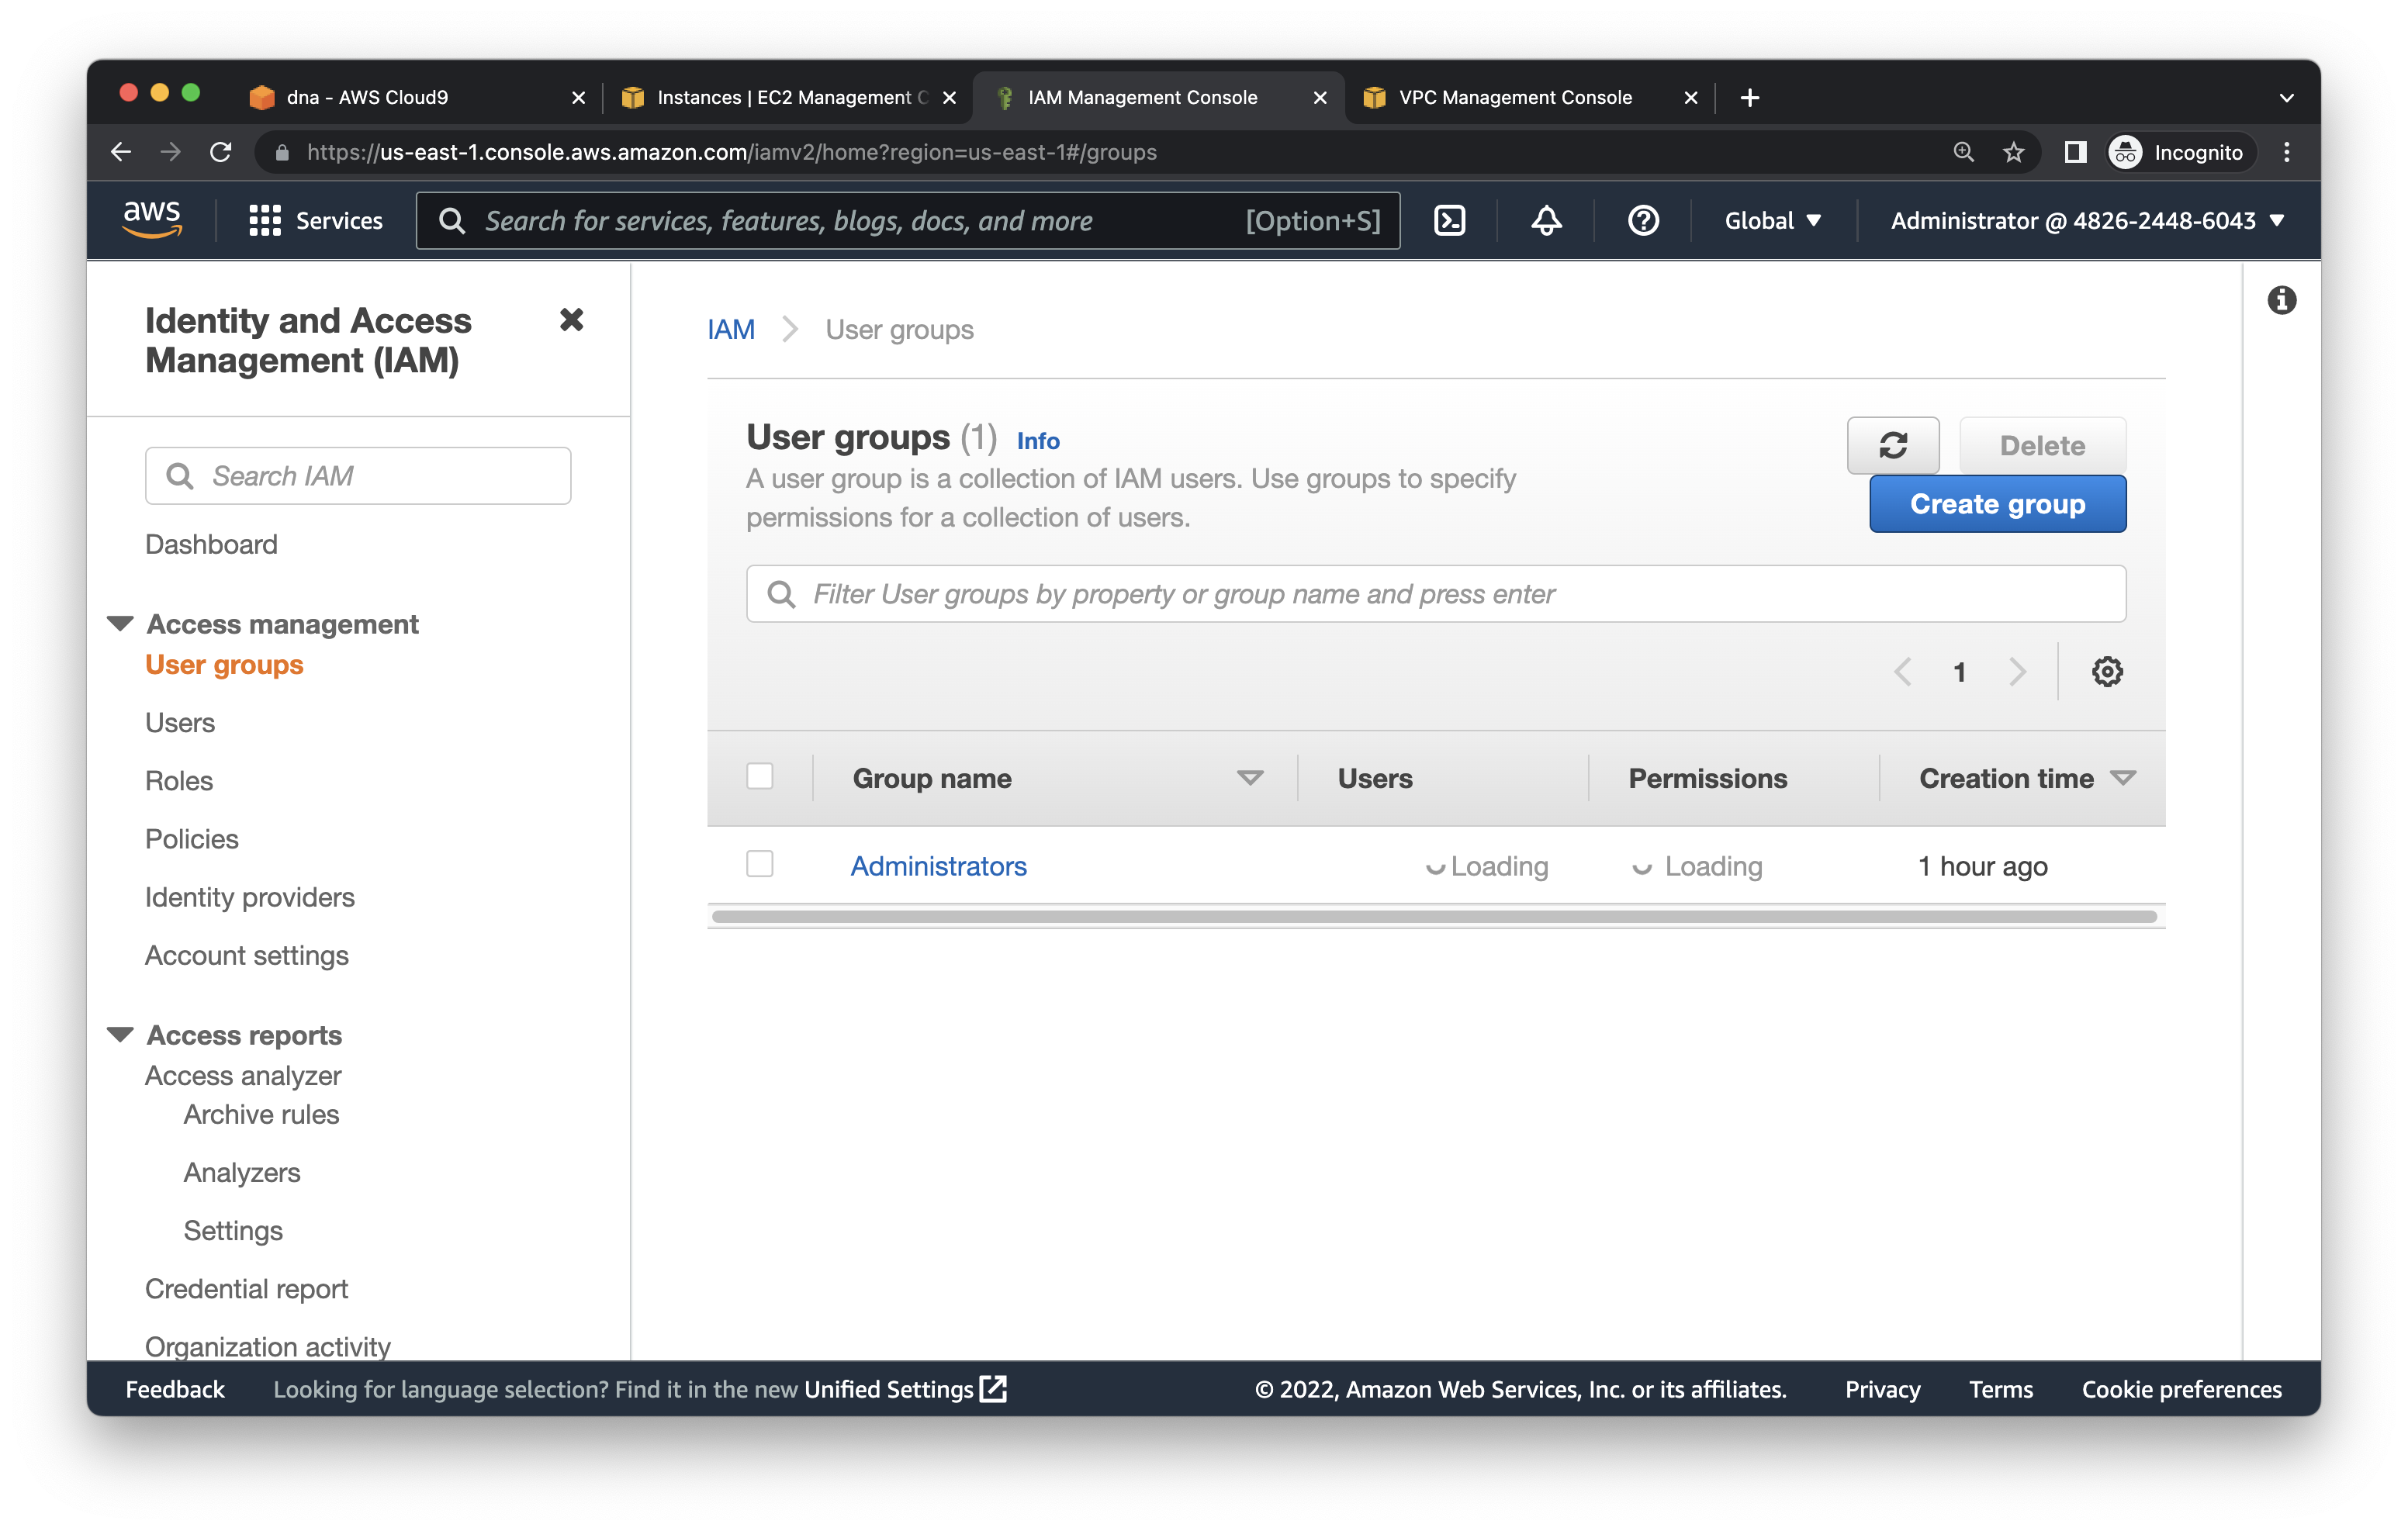 dna - AWS Cloud9
Instances | EC2 Management C
IAM Management Console
VPC Management Console
https://us-east-1.console.aws.amazon.com/iamv2/home?region=us-east-1#/groups
Incognito
aws
Services
Search for services, features, blogs, docs, and more
[Option+S]
Global
Administrator @ 4826-2448-6043
Identity and Access
Management (IAM)
Search IAM
Dashboard
Access management
User groups
Users
Roles
Policies
Identity providers
Account settings
Access reports
Access analyzer
Archive rules
Analyzers
Settings
Credential report
Organization activity
IAM
User groups
User groups (1) Info
A user group is a collection of IAM users. Use groups to specify
permissions for a collection of users.
Delete
Create group
Filter User groups by property or group name and press enter
1
Group name
Users
Permissions
Creation time
Administrators
Loading
Loading
1 hour ago
Feedback
Looking for language selection? Find it in the new Unified Settings
© 2022, Amazon Web Services, Inc. or its affiliates.
Privacy
Terms
Cookie preferences